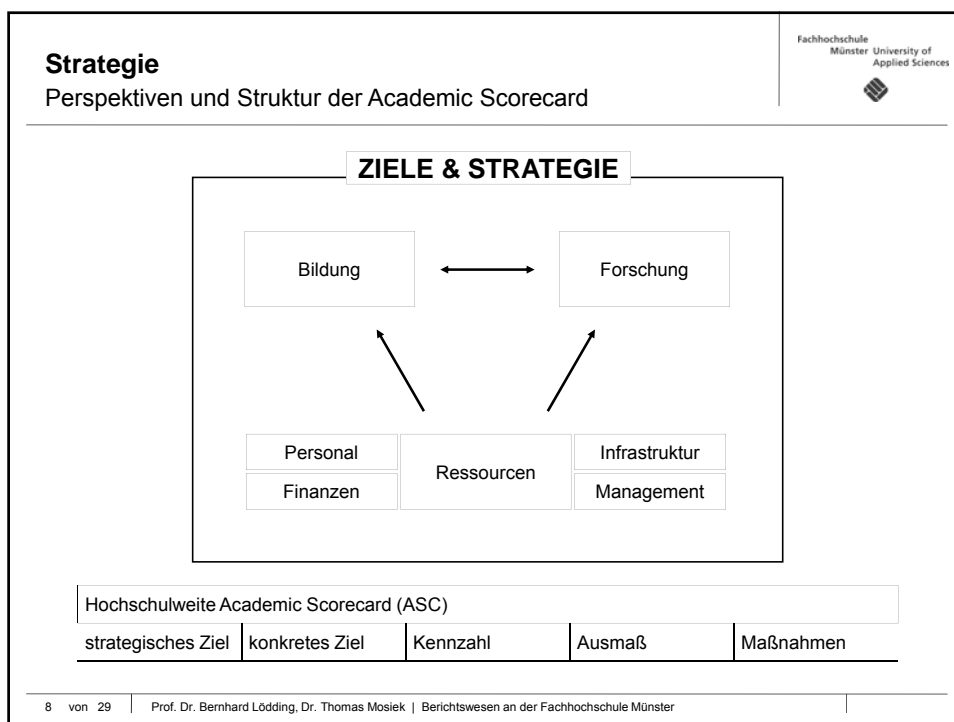 Strategie
Perspektiven und Struktur der Academic Scorecard
Fachhochschule
Münster University of
Applied Sciences
ZIELE & STRATEGIE
Bildung
Forschung
Personal
Finanzen
Ressourcen
Infrastruktur
Management
Hochschulweite Academic Scorecard (ASC)
strategisches Ziel konkretes Ziel Kennzahl Ausmaß Maßnahmen
8 von 29 Prof. Dr. Bernhard Lödding, Dr. Thomas Mosiek | Berichtswesen an der Fachhochschule Münster